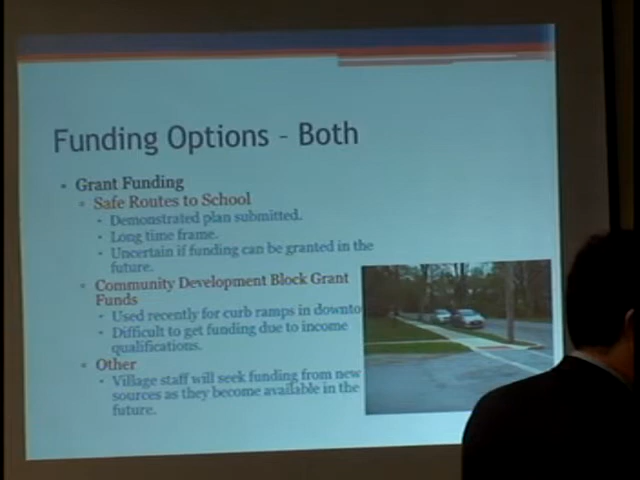 Funding Options – Both
Grant Funding
Safe Routes to School
Demonstrated plan submitted.
Long time frame.
Uncertain if funding can be granted in the
future.
Community Development Block Grant
Funds
Used recently for curb ramps in downto
Difficult to get funding due to income
qualifications.
Other
Village staff will seek funding from new
sources as they become available in the
future.